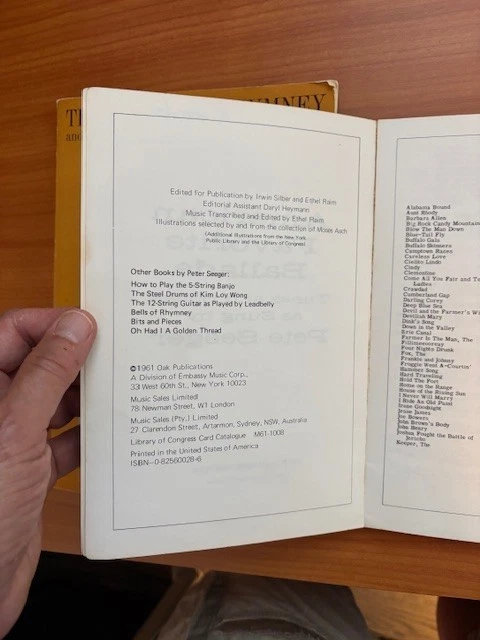 RHYMNEY
Edited for Publication by Irwin Silber and Ethel Raim
Editorial Assistant Daryl Heymann
Music Transcribed and Edited by Ethel Raim
Illustrations selected by and from the collection of Moses Asch
(Additional illustrations from the New York
Public Library and the Library of Congress)
Other Books by Peter Seeger:
How to Play the 5-String Banjo
The Steel Drums of Kim Loy Wong
The 12-String Guitar as Played by Leadbelly
Bells of Rhymney
Bits and Pieces
Oh Had I A Golden Thread
©1961 Oak Publications
A Division of Embassy Music Corp.,
33 West 60th St., New York 10023
Music Sales Limited
78 Newman Street, W1 London
Music Sales (Pty.) Limited
27 Clarendon Street, Artarmon, Sydney, NSW, Australia
Library of Congress Card Catalogue M61-1008
Printed in the United States of America
ISBN-0-82560028-6
Alabama Bound
Aunt Rhody
Barbara Allen
Big Rock Candy Mountain
Blow The Man Down
Blue-Tail Fly
Buffalo Gals
Buffalo Skinners
Camptown Races
Careless Love
Cielito Lindo
Cindy
Clementine
Come All You Fair and Te
Ladies
Crawdad
Cumberland Gap
Darling Corey
Deep Blue Sea
Devil and the Farmer's Wi
Devilish Mary
Dink's Song
Down in the Valley
Erie Canal
Farmer Is The Man, The
Fillimeeooreay
Four Nights Drunk
Fox, The
Frankie and Johnny
Froggie Went A-Courtin'
Hammer Song
Hard Traveling
Hold The Fort
Home on the Range
House of the Rising Sun
I Never Will Marry
I Ride An Old Paint
Irene Goodnight
Jesse James
Joe Bowers
John Brown's Body
John Henry
Joshua Fought the Battle of
Jericho
Keeper, The